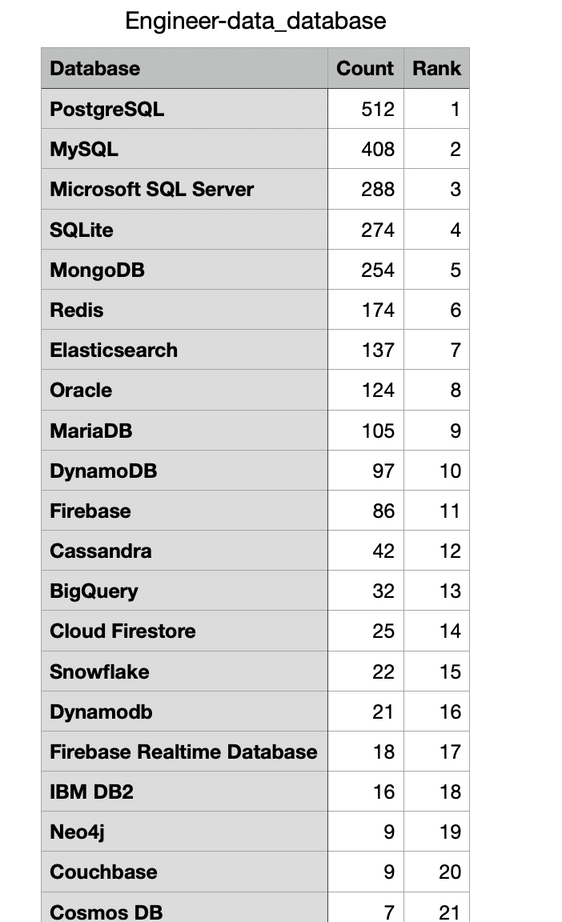 Engineer-data_database
Database Count Rank
PostgreSQL 512 1
MySQL 408 2
Microsoft SQL Server 288 3
SQLite 274 4
MongoDB 254 5
Redis 174 6
Elasticsearch 137 7
Oracle 124 8
MariaDB 105 9
DynamoDB 97 10
Firebase 86 11
Cassandra 42 12
BigQuery 32 13
Cloud Firestore 25 14
Snowflake 22 15
Dynamodb 21 16
Firebase Realtime Database 18 17
IBM DB2 16 18
Neo4j 9 19
Couchbase 9 20
Cosmos DB 7 21